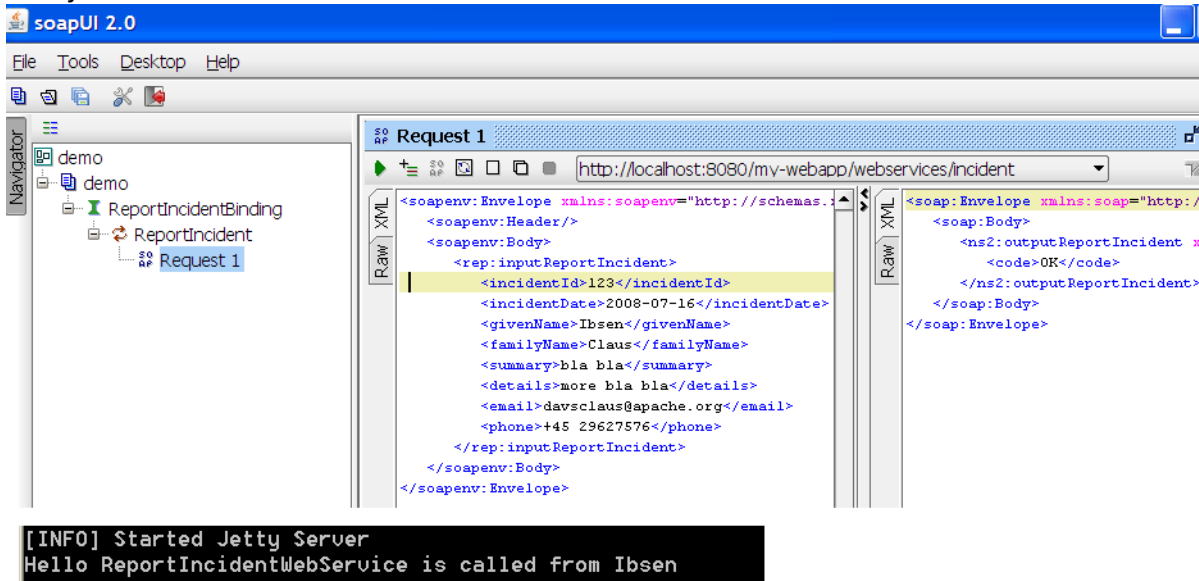 soapUI 2.0
File Tools Desktop Help
Navigator
demo
demo
ReportIncidentBinding
ReportIncident
SO AP Request 1
SO AP Request 1
http://localhost:8080/my-webapp/webservices/incident
XML
Raw
<soapenv:Envelope xmlns:soapenv="http://schemas.
<soapenv:Header/>
<soapenv:Body>
<rep:inputReportIncident>
<incidentId>123</incidentId>
<incidentDate>2008-07-16</incidentDate>
<givenName>Ibsen</givenName>
<familyName>Claus</familyName>
<summary>bla bla</summary>
<details>more bla bla</details>
<email>davsclaus@apache.org</email>
<phone>+45 29627576</phone>
</rep:inputReportIncident>
</soapenv:Body>
</soapenv:Envelope>
XML
Raw
<soap:Envelope xmlns:soap="http:/
<soap:Body>
<ns2:outputReportIncident
<code>OK</code>
</ns2:outputReportIncident>
</soap:Body>
</soap:Envelope>
[INFO] Started Jetty Server
Hello ReportIncidentWebService is called from Ibsen